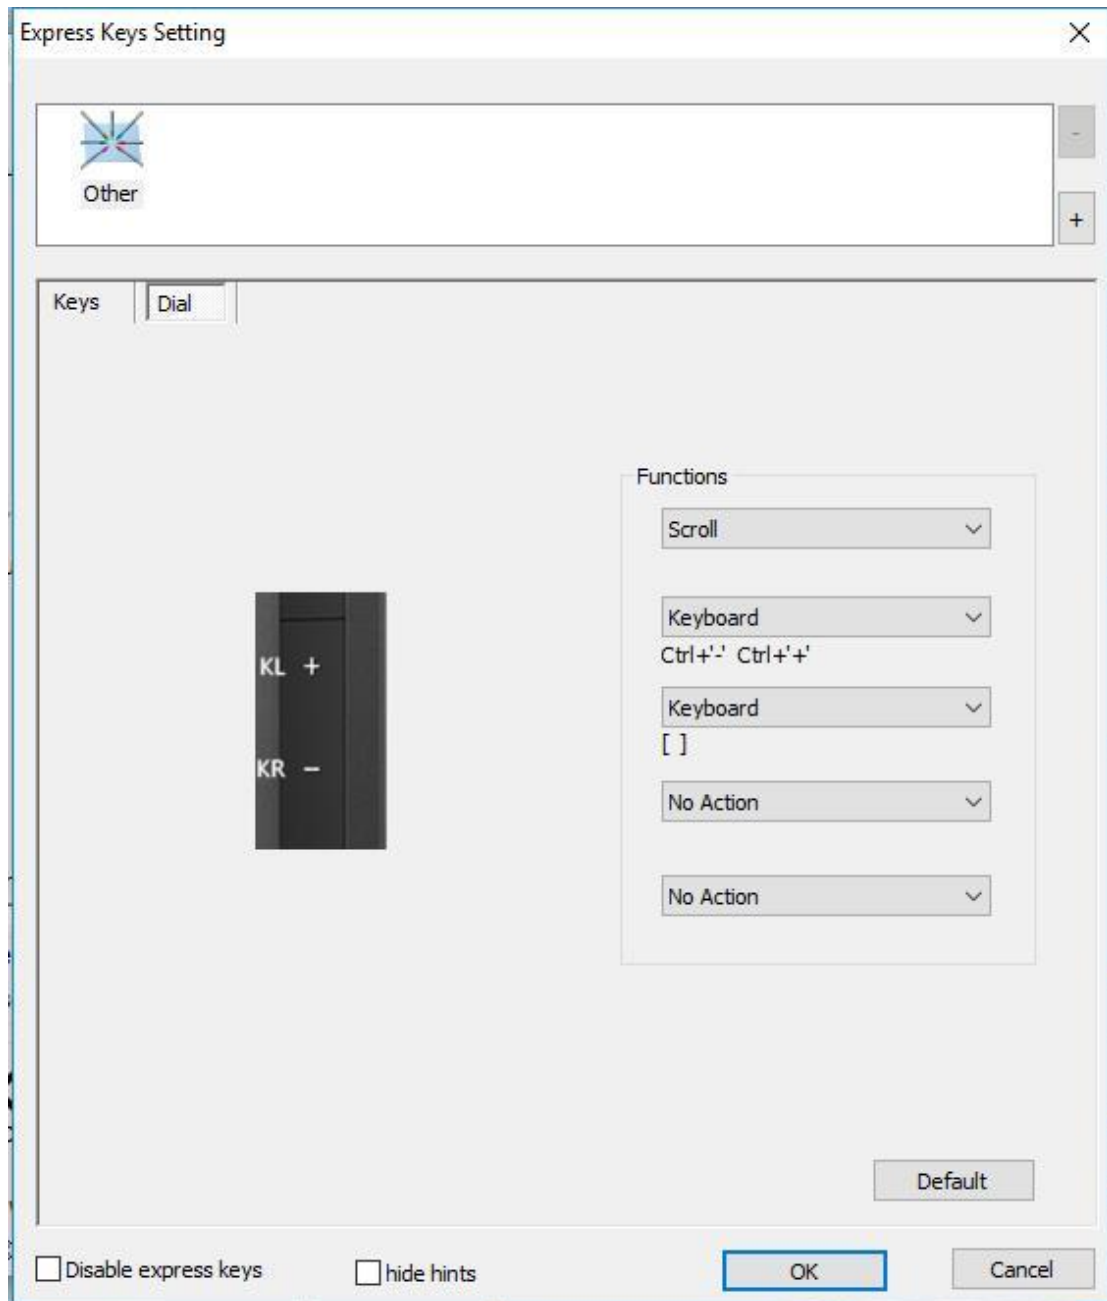 Express Keys Setting
-
Other
+
Keys
Dial
Functions
Scroll
Keyboard
Ctrl+'-' Ctrl+'+'
Keyboard
[ ]
No Action
No Action
KL +
KR -
Default
Disable express keys
hide hints
OK
Cancel